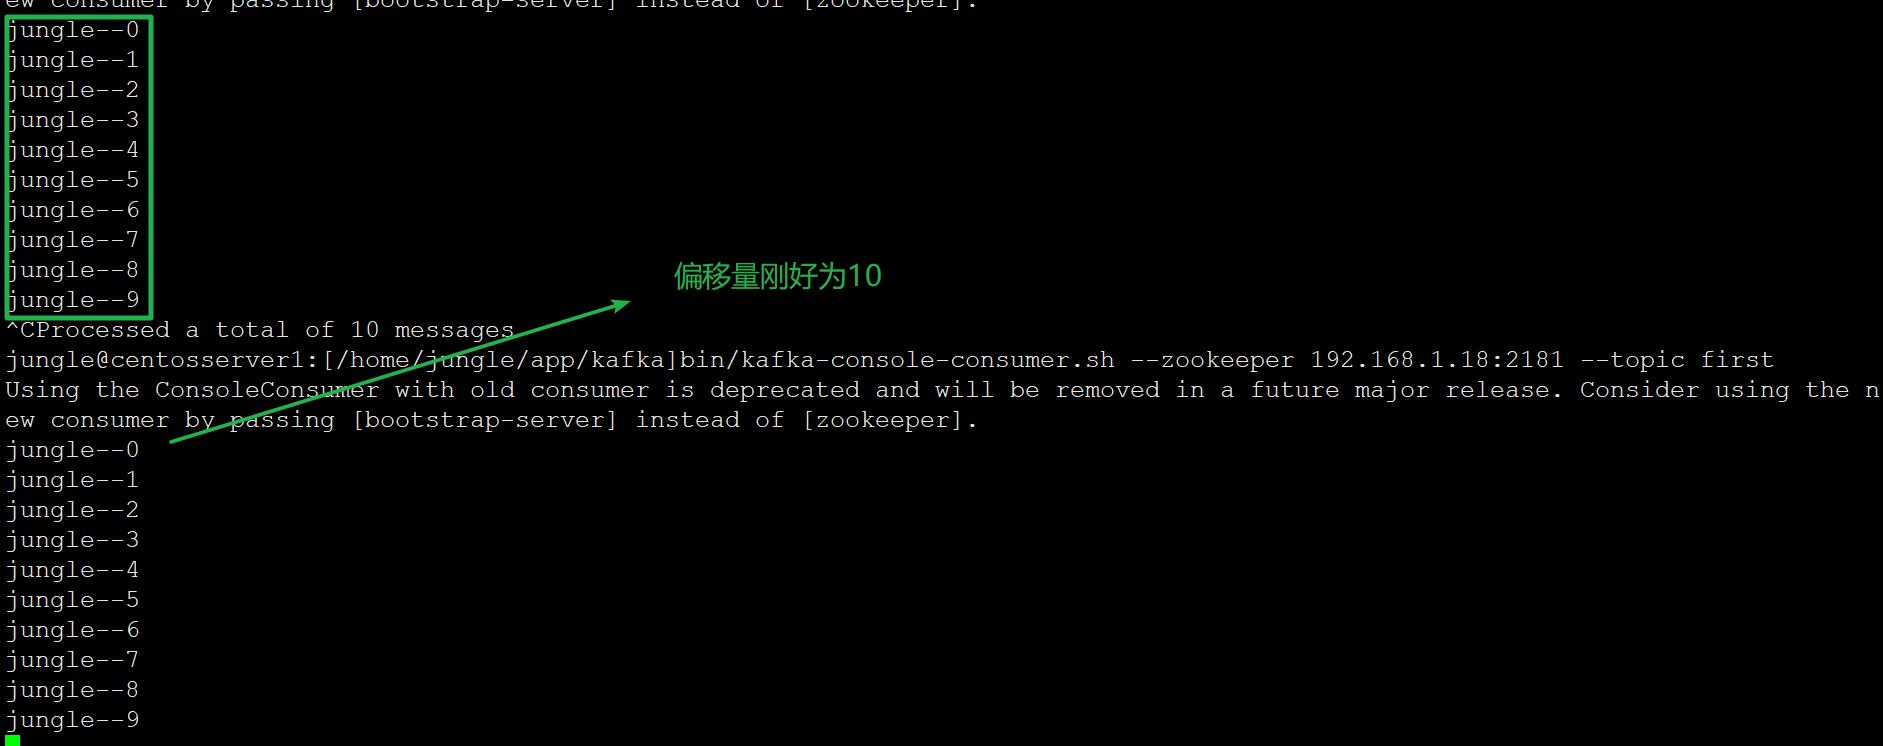 ew consumer by passing [bootstrap-server] instead of [zookeeper].
jungle--0
jungle--1
jungle--2
jungle--3
jungle--4
jungle--5
jungle--6
jungle--7
jungle--8
jungle--9
偏移量刚好为10
^CProcessed a total of 10 messages
jungle@centosserver1:[/home/jungle/app/kafka]bin/kafka-console-consumer.sh --zookeeper 192.168.1.18:2181 --topic first
Using the ConsoleConsumer with old consumer is deprecated and will be removed in a future major release. Consider using the n
ew consumer by passing [bootstrap-server] instead of [zookeeper].
jungle--0
jungle--1
jungle--2
jungle--3
jungle--4
jungle--5
jungle--6
jungle--7
jungle--8
jungle--9